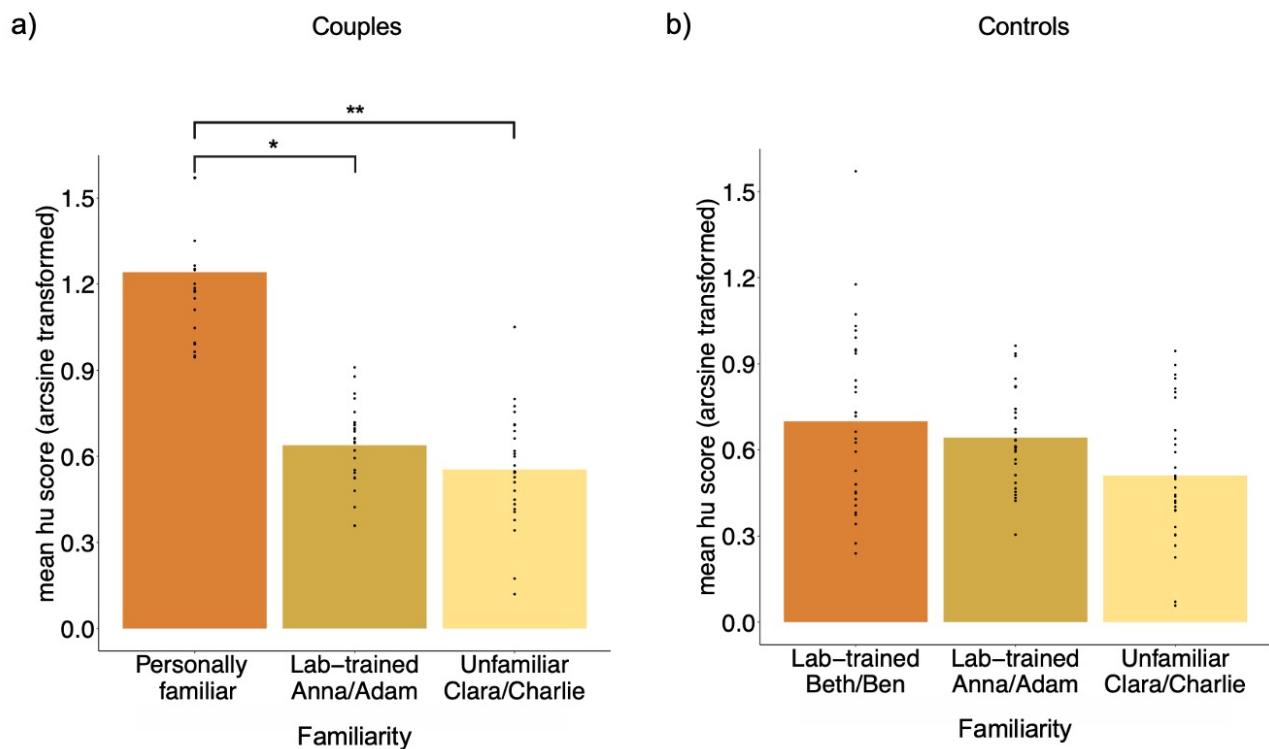 a)
Couples
**
*
mean hu score (arcsine transformed)
1.5
1.2
0.9
0.6
0.3
0.0
Personally
familiar
Lab–trained
Anna/Adam
Unfamiliar
Clara/Charlie
Familiarity
b)
Controls
mean hu score (arcsine transformed)
1.5
1.2
0.9
0.6
0.3
0.0
Lab–trained
Beth/Ben
Lab–trained
Anna/Adam
Unfamiliar
Clara/Charlie
Familiarity